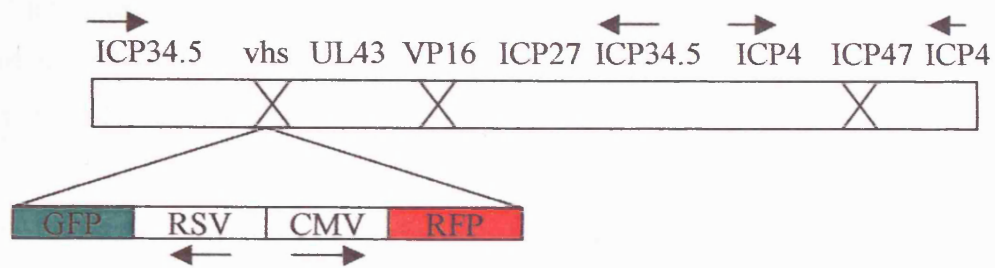 ICP34.5 vhs UL43 VP16 ICP27 ICP34.5 ICP4 ICP47 ICP4
GFP RSV CMV RFP